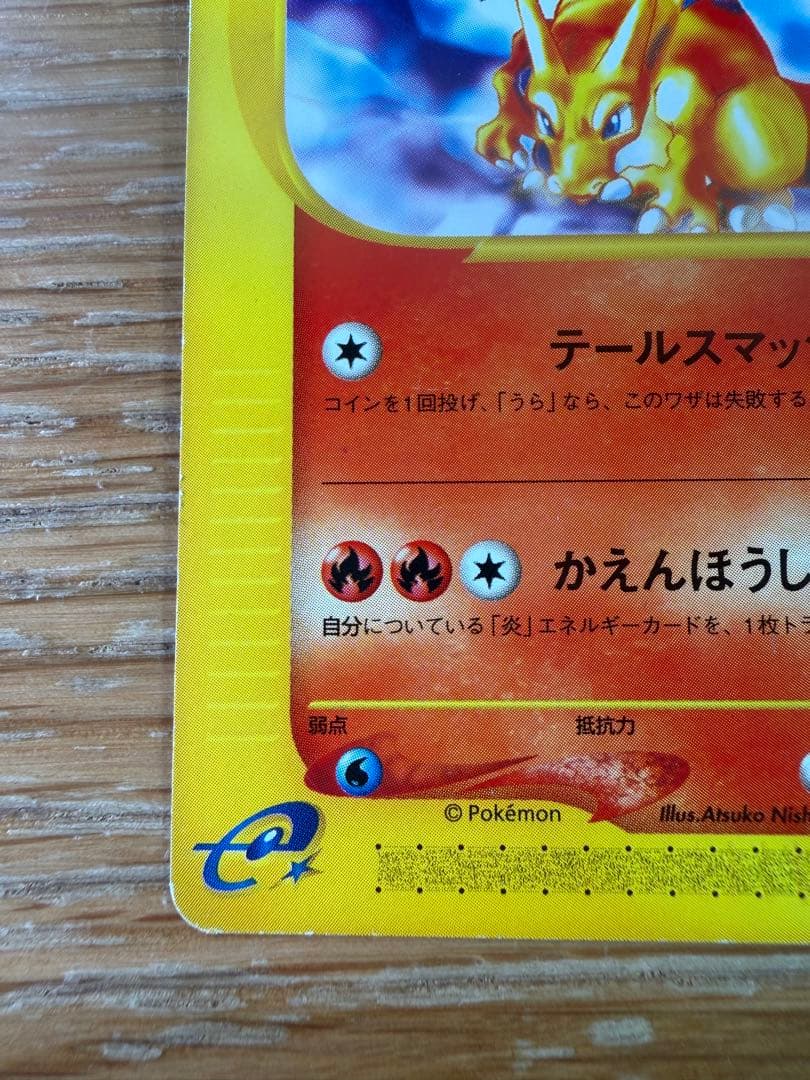 テールスマッ
コインを1回投げ、「うら」なら、このワザは失敗する
かえんほうし
自分についている「炎」エネルギーカードを、1枚トラ
弱点 抵抗力
© Pokémon Illus.Atsuko Nish